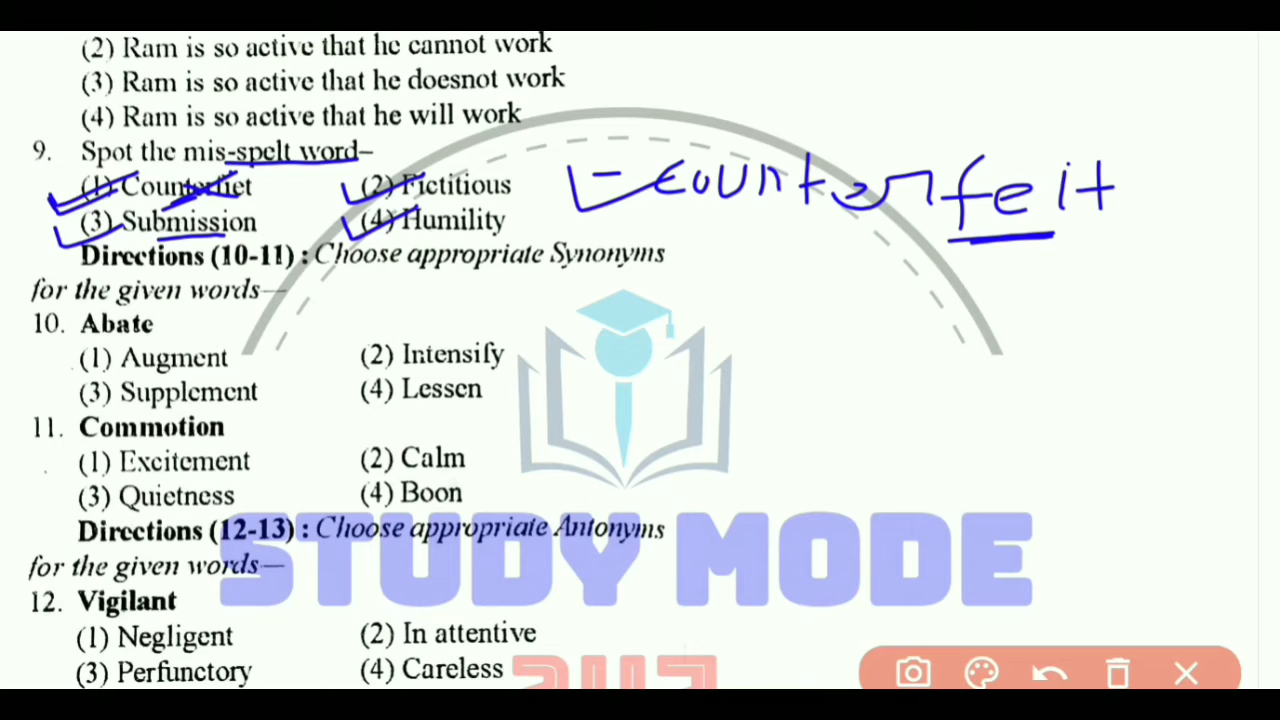 (2) Ram is so active that he cannot work
(3) Ram is so active that he doesnot work
(4) Ram is so active that he will work
9. Spot the mis-spelt word–
(1) Counterfiet (2) Fictitious
counterfeit
(3) Submission (4) Humility
Directions (10-11) : Choose appropriate Synonyms
for the given words—
10. Abate
(1) Augment (2) Intensify
(3) Supplement (4) Lessen
11. Commotion
(1) Excitement (2) Calm
(3) Quietness (4) Boon
Directions (12-13) : Choose appropriate Antonyms
for the given words—
STUDY MODE
12. Vigilant
(1) Negligent (2) In attentive
(3) Perfunctory (4) Careless